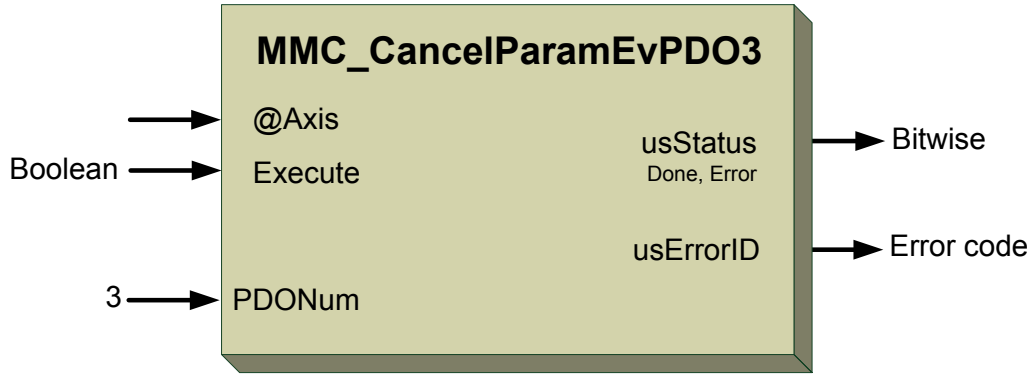 MMC_CancelParamEvPDO3
@Axis
Boolean
Execute
usStatus
Done, Error
Bitwise
usErrorID
Error code
3
PDONum